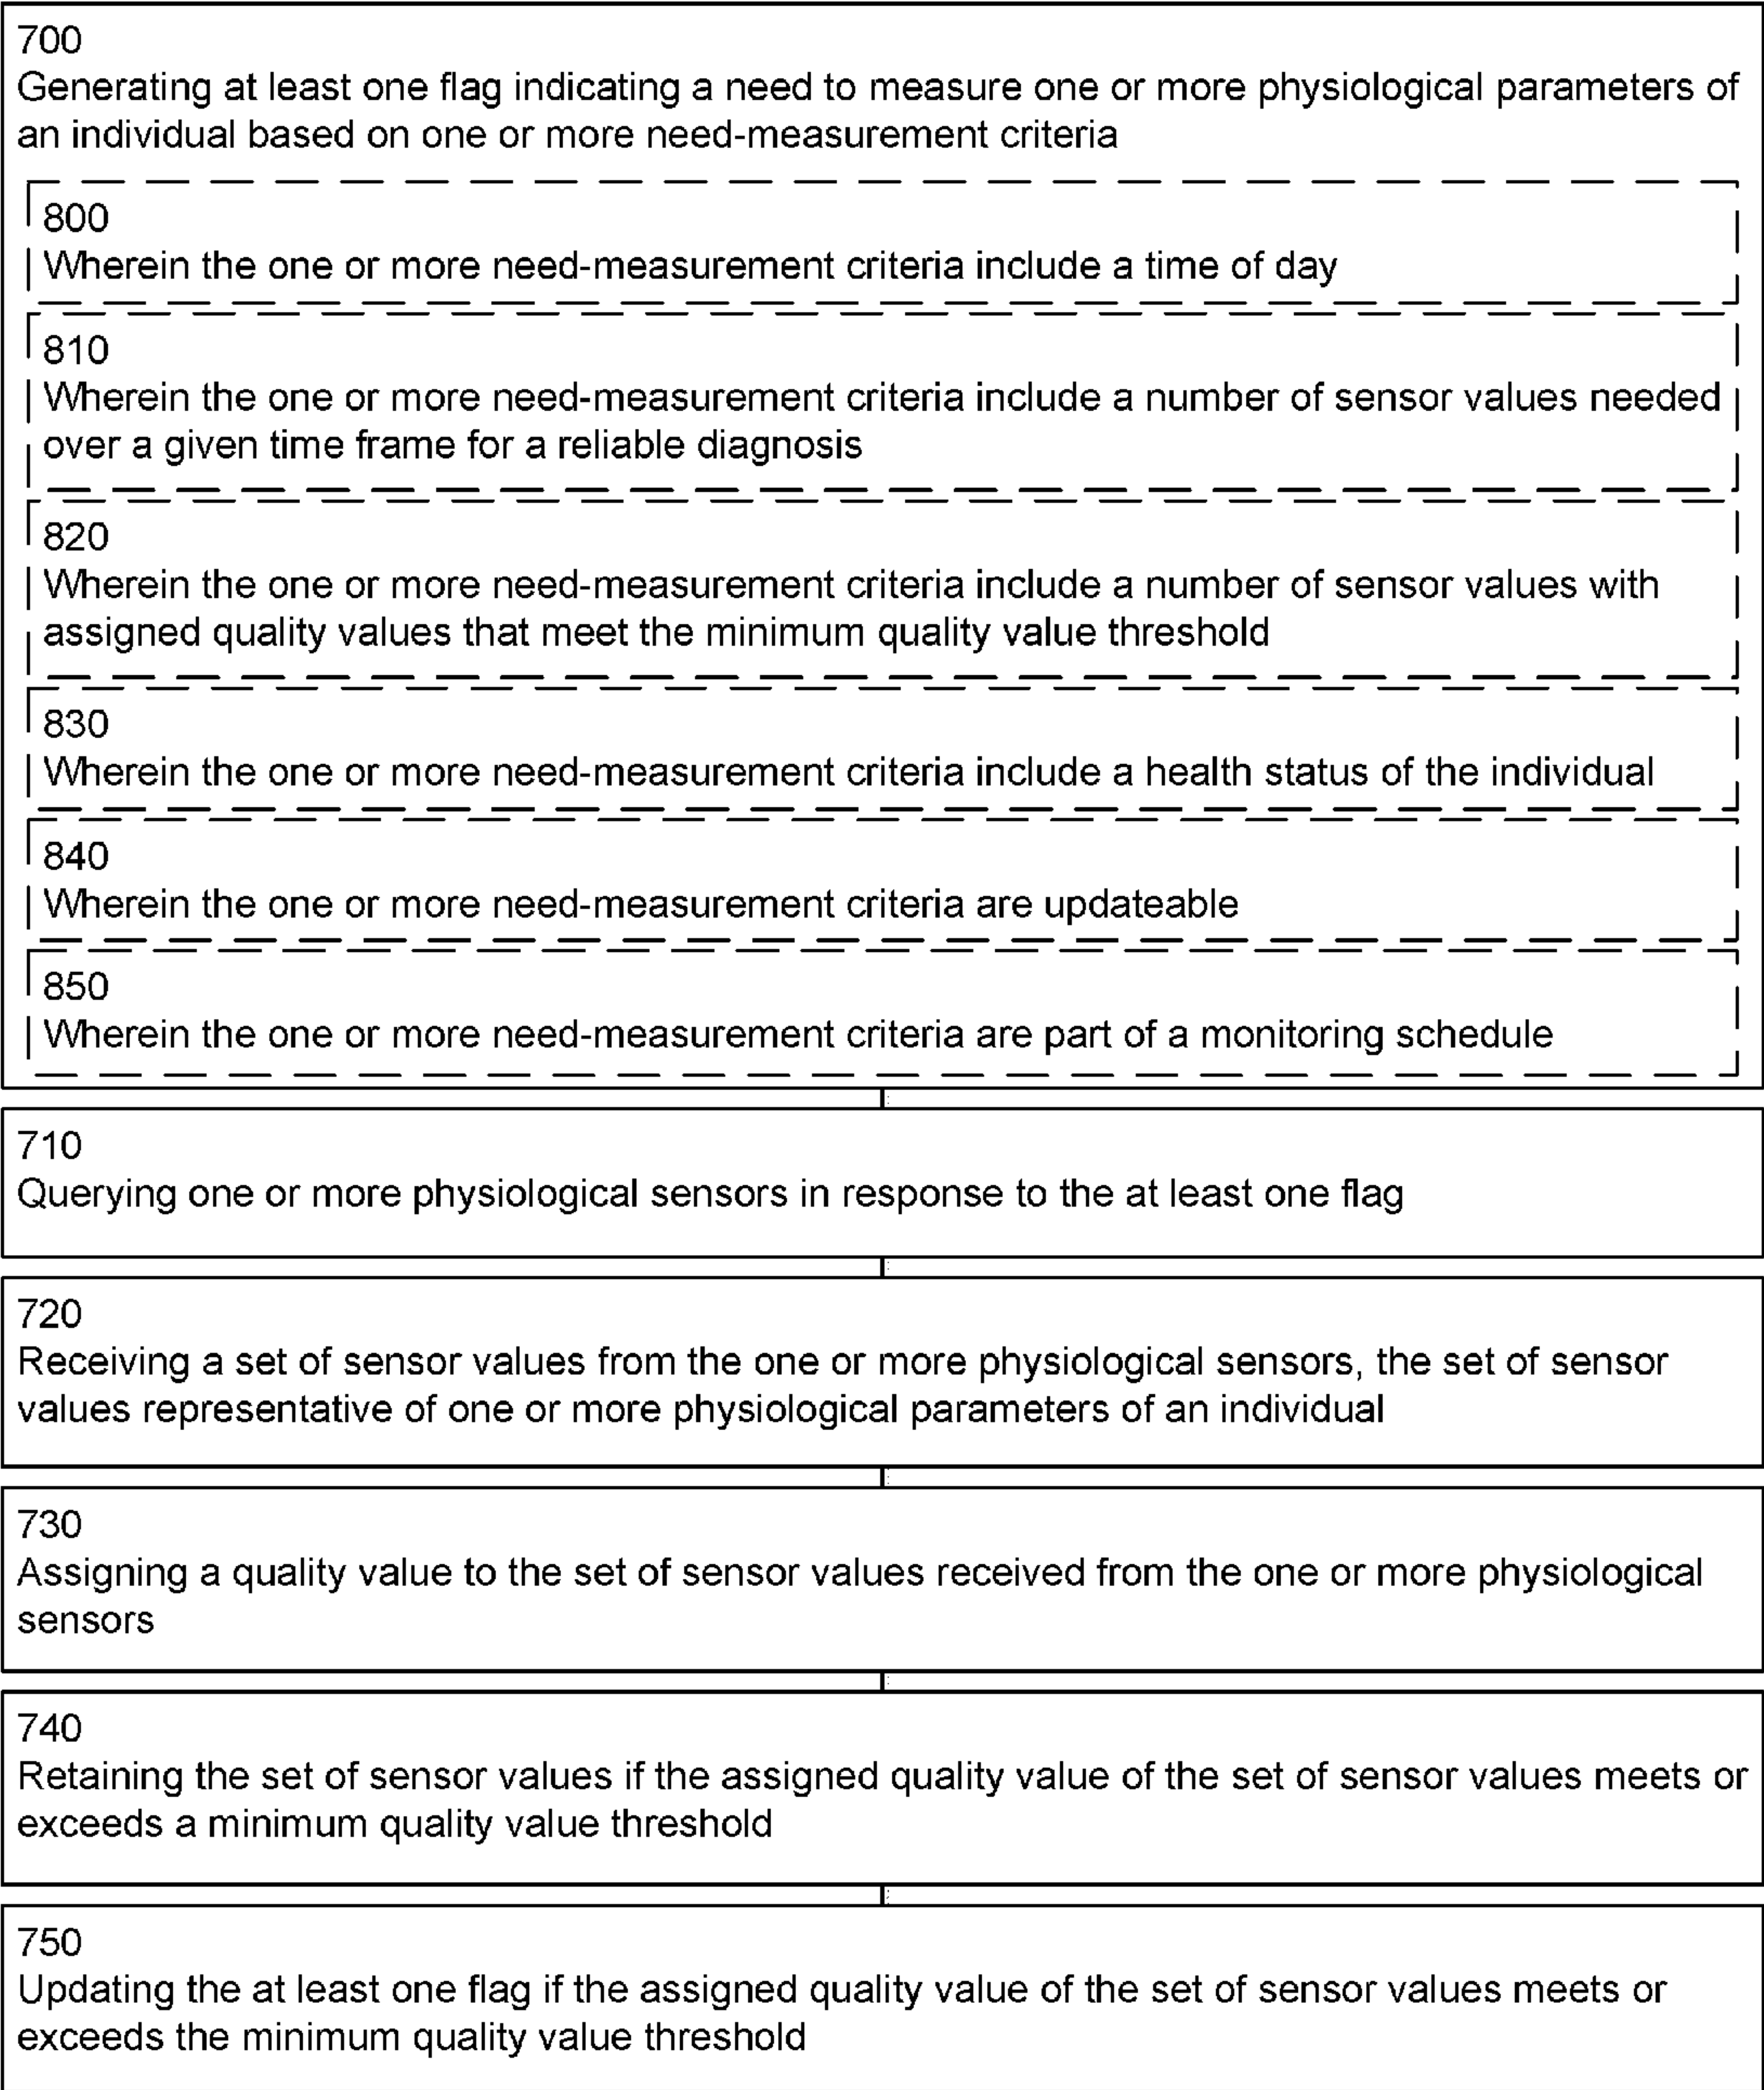 700
Generating at least one flag indicating a need to measure one or more physiological parameters of
an individual based on one or more need-measurement criteria
800
Wherein the one or more need-measurement criteria include a time of day
810
Wherein the one or more need-measurement criteria include a number of sensor values needed
over a given time frame for a reliable diagnosis
820
Wherein the one or more need-measurement criteria include a number of sensor values with
assigned quality values that meet the minimum quality value threshold
830
Wherein the one or more need-measurement criteria include a health status of the individual
840
Wherein the one or more need-measurement criteria are updateable
850
Wherein the one or more need-measurement criteria are part of a monitoring schedule
710
Querying one or more physiological sensors in response to the at least one flag
720
Receiving a set of sensor values from the one or more physiological sensors, the set of sensor
values representative of one or more physiological parameters of an individual
730
Assigning a quality value to the set of sensor values received from the one or more physiological
sensors
740
Retaining the set of sensor values if the assigned quality value of the set of sensor values meets or
exceeds a minimum quality value threshold
750
Updating the at least one flag if the assigned quality value of the set of sensor values meets or
exceeds the minimum quality value threshold